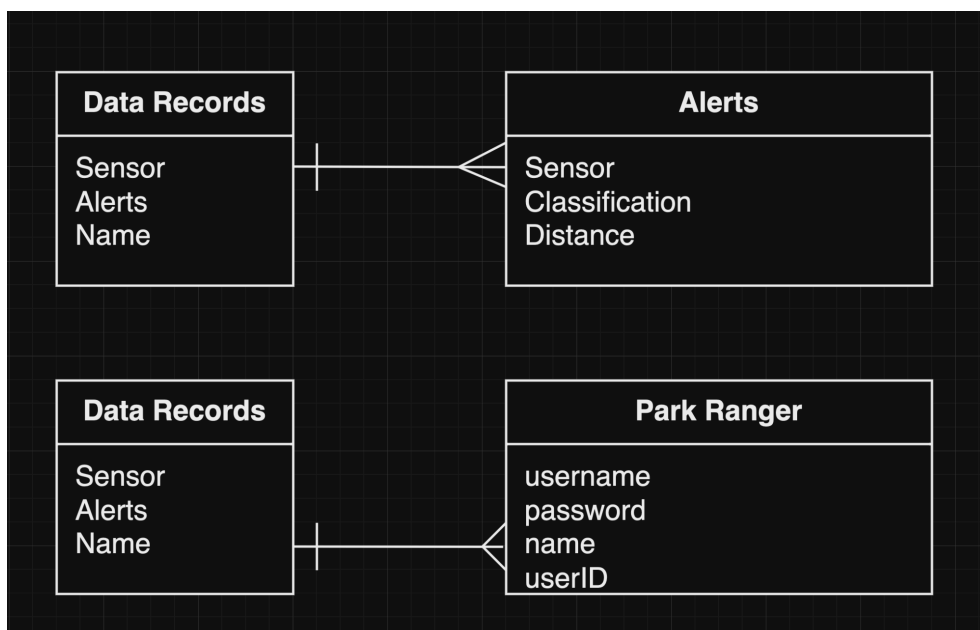 Data Records
Sensor
Alerts
Name
Alerts
Sensor
Classification
Distance
Data Records
Sensor
Alerts
Name
Park Ranger
username
password
name
userID